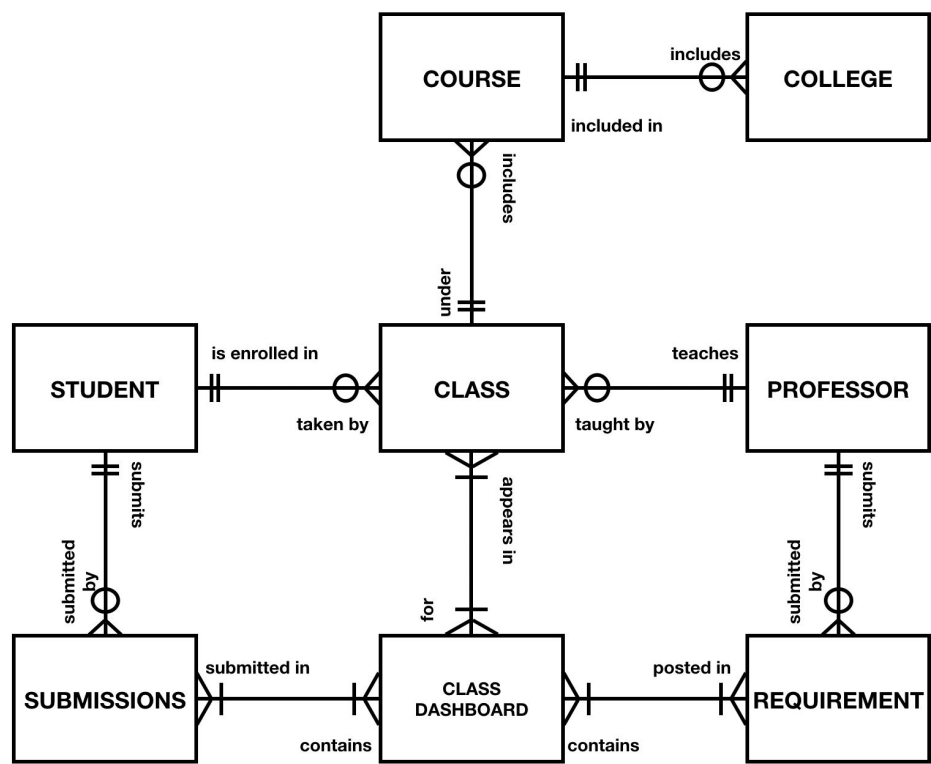 includes
COURSE
COLLEGE
included in
includes
under
is enrolled in
teaches
STUDENT
CLASS
PROFESSOR
taken by
taught by
submits
appears in
submits
submitted
by
for
submitted
by
submitted in
posted in
SUBMISSIONS
CLASS
DASHBOARD
REQUIREMENT
contains
contains